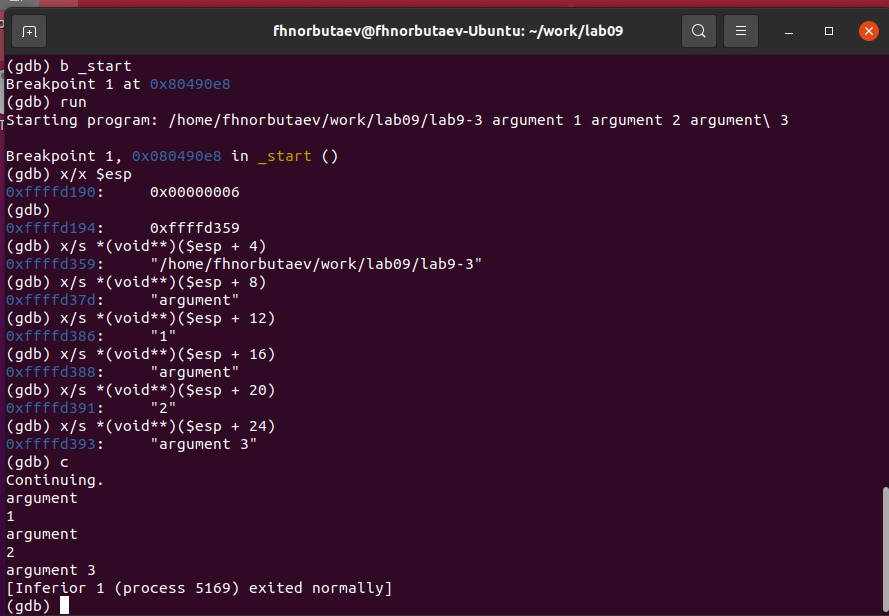 fhnorbutaev@fhnorbutaev-Ubuntu: ~/work/lab09
(gdb) b _start
Breakpoint 1 at 0x80490e8
(gdb) run
Starting program: /home/fhnorbutaev/work/lab09/lab9-3 argument 1 argument 2 argument\ 3

Breakpoint 1, 0x080490e8 in _start ()
(gdb) x/x $esp
0xffffd190:     0x00000006
(gdb)
0xffffd194:     0xffffd359
(gdb) x/s *(void**)($esp + 4)
0xffffd359:     "/home/fhnorbutaev/work/lab09/lab9-3"
(gdb) x/s *(void**)($esp + 8)
0xffffd37d:     "argument"
(gdb) x/s *(void**)($esp + 12)
0xffffd386:     "1"
(gdb) x/s *(void**)($esp + 16)
0xffffd388:     "argument"
(gdb) x/s *(void**)($esp + 20)
0xffffd391:     "2"
(gdb) x/s *(void**)($esp + 24)
0xffffd393:     "argument 3"
(gdb) c
Continuing.
argument
1
argument
2
argument 3
[Inferior 1 (process 5169) exited normally]
(gdb)